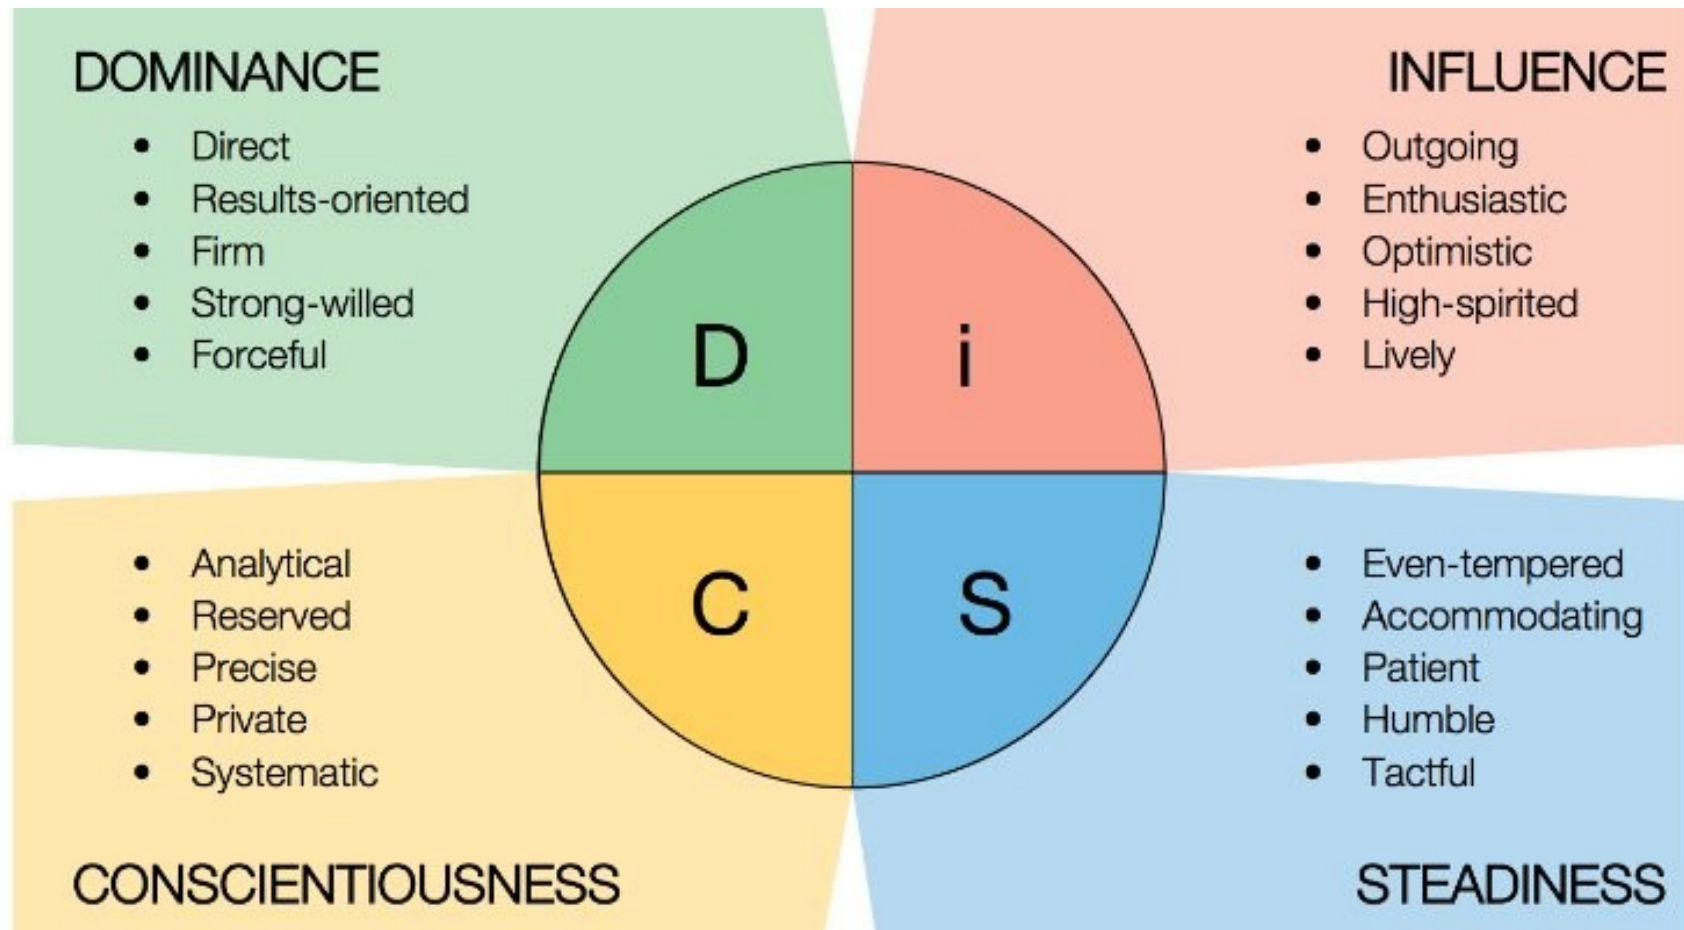 DOMINANCE
• Direct
• Results-oriented
• Firm
• Strong-willed
• Forceful
INFLUENCE
• Outgoing
• Enthusiastic
• Optimistic
• High-spirited
• Lively
D
i
C
S
• Analytical
• Reserved
• Precise
• Private
• Systematic
CONSCIENTIOUSNESS
• Even-tempered
• Accommodating
• Patient
• Humble
• Tactful
STEADINESS